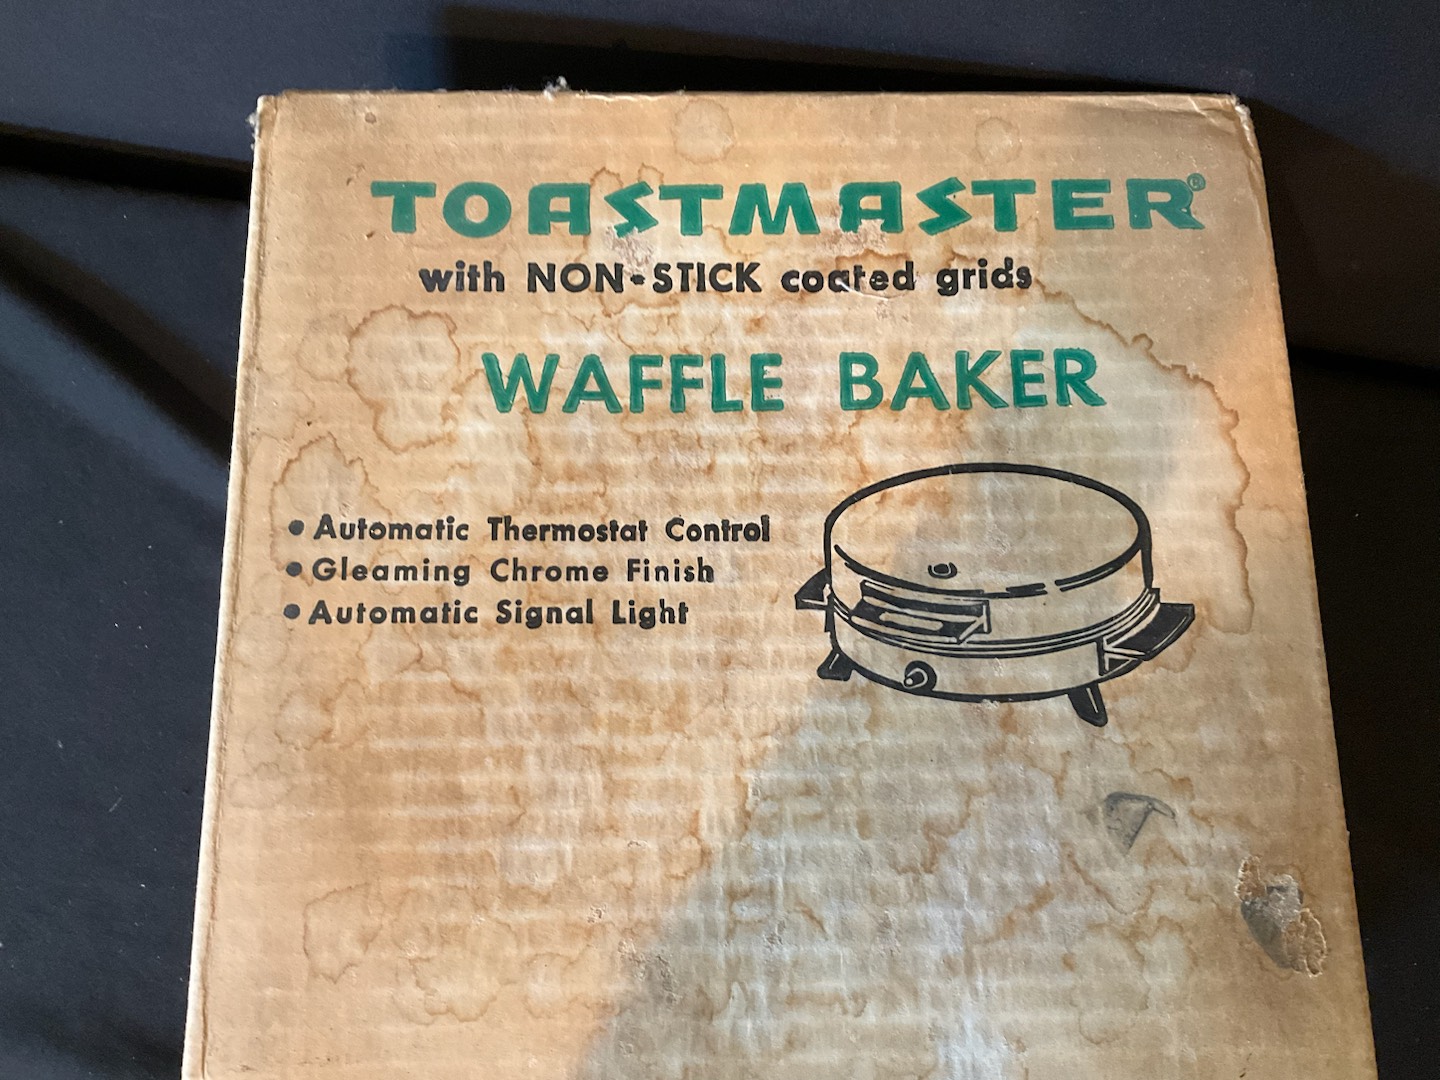 TOASTMASTER®
with NON-STICK coated grids
WAFFLE BAKER
• Automatic Thermostat Control
• Gleaming Chrome Finish
• Automatic Signal Light